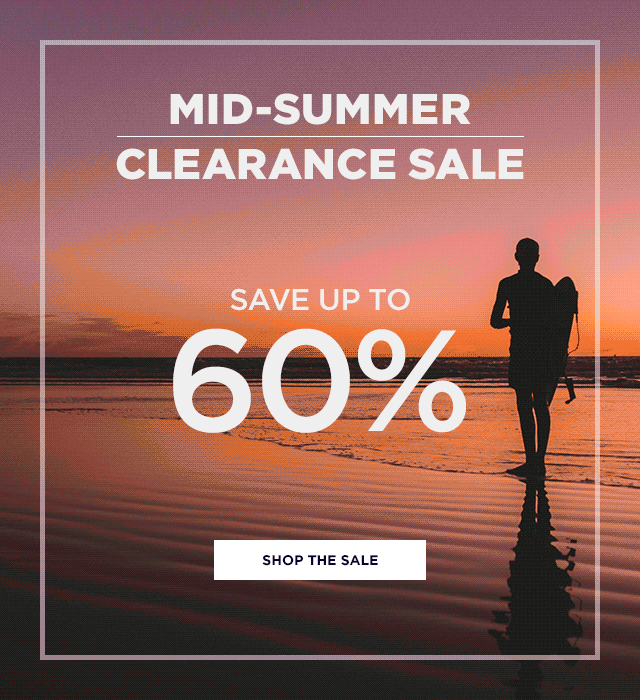 MID-SUMMER
CLEARANCE SALE
SAVE UP TO
60%
SHOP THE SALE